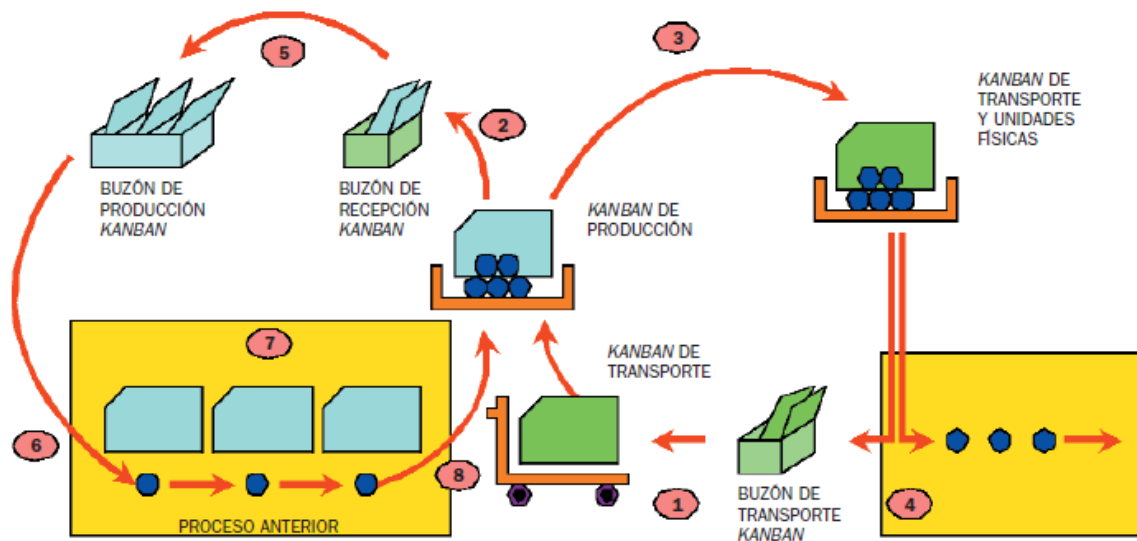 5
3
2
KANBAN DE
TRANSPORTE
Y UNIDADES
FÍSICAS
BUZÓN DE
PRODUCCIÓN
KANBAN
BUZÓN DE
RECEPCIÓN
KANBAN
KANBAN DE
PRODUCCIÓN
7
KANBAN DE
TRANSPORTE
6
8
1
4
PROCESO ANTERIOR
BUZÓN DE
TRANSPORTE
KANBAN